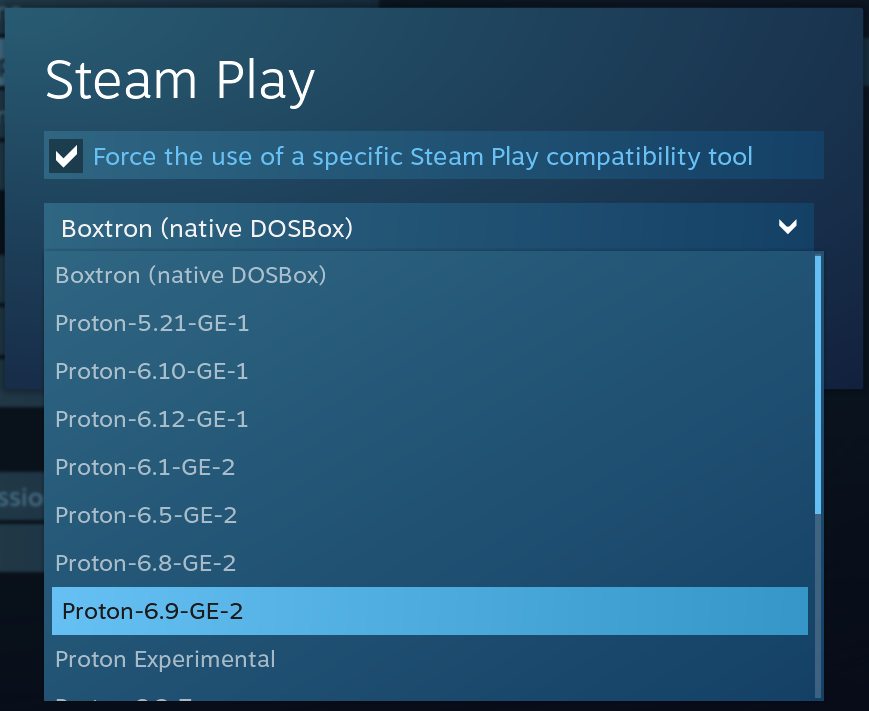 Steam Play
Force the use of a specific Steam Play compatibility tool
Boxtron (native DOSBox)
Boxtron (native DOSBox)
Proton-5.21-GE-1
Proton-6.10-GE-1
Proton-6.12-GE-1
Proton-6.1-GE-2
Proton-6.5-GE-2
Proton-6.8-GE-2
Proton-6.9-GE-2
Proton Experimental